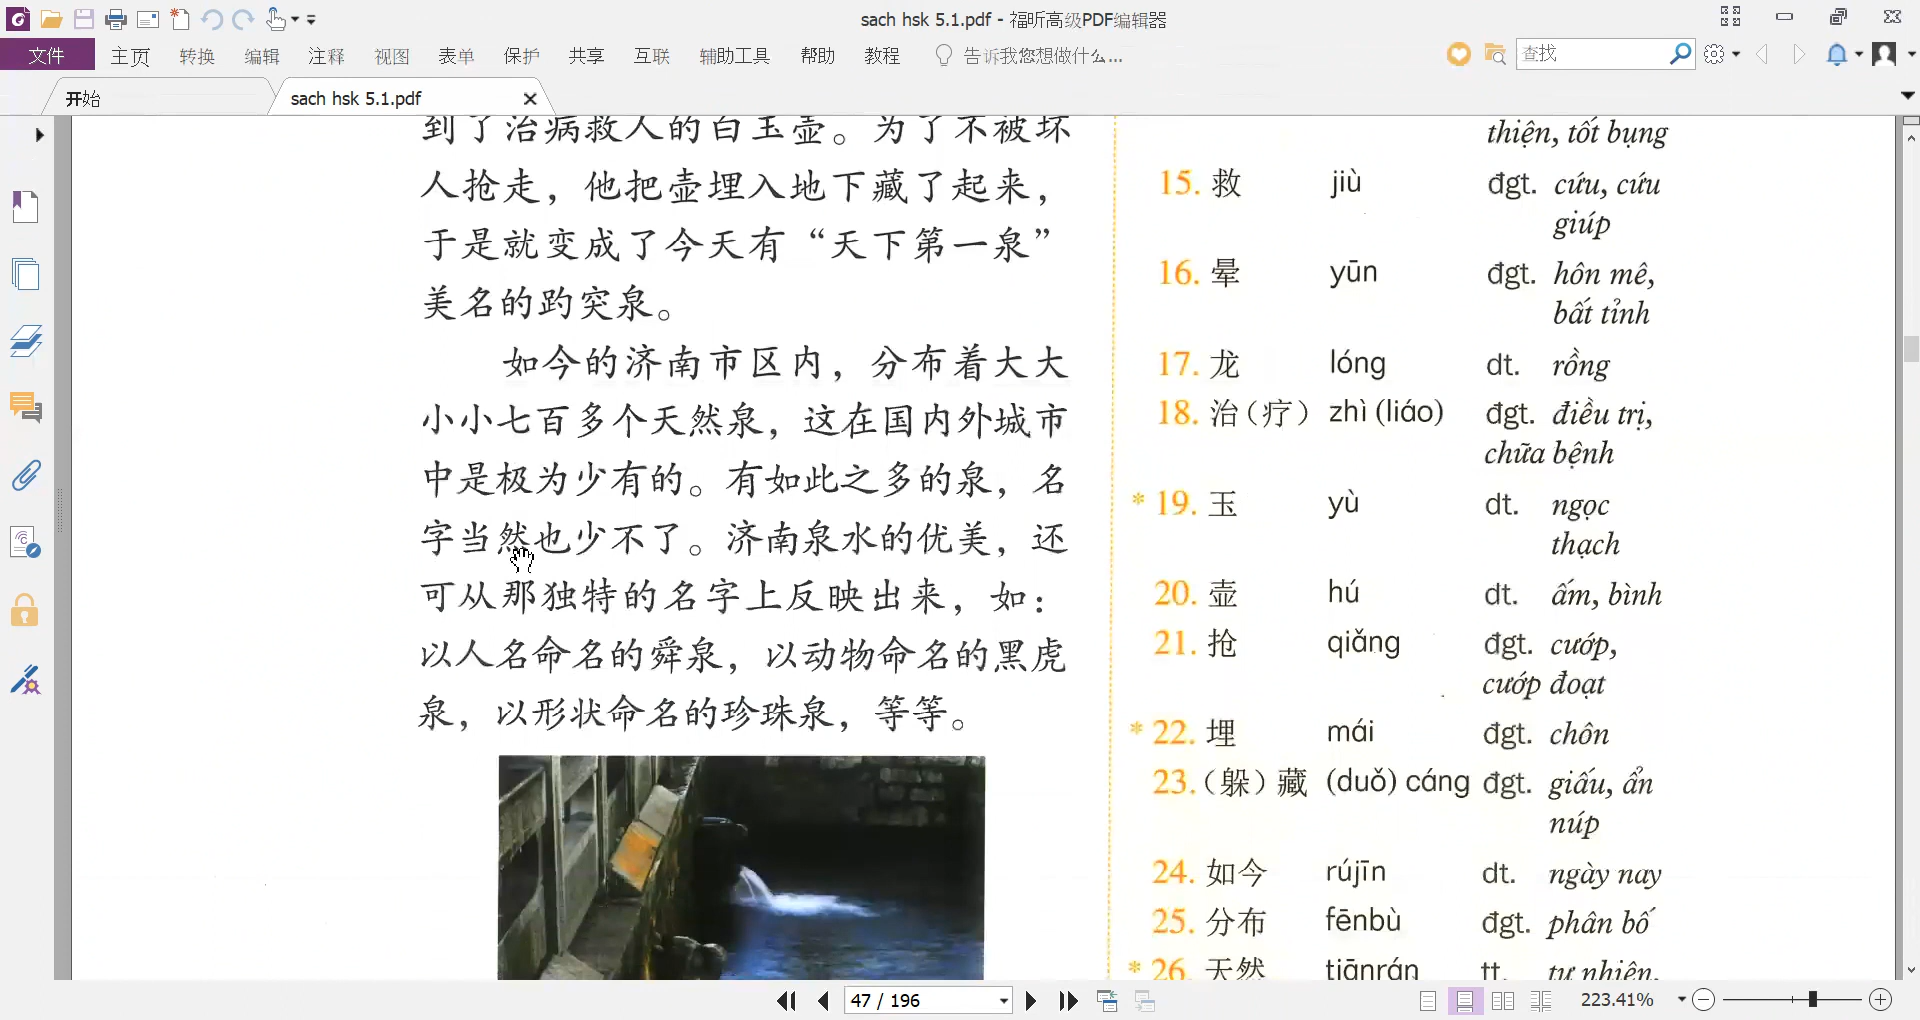 sach hsk 5.1.pdf - 福昕高级PDF编辑器
文件 主页 转换 编辑 注释 视图 表单 保护 共享 互联 辅助工具 帮助 教程 告诉我您想做什么...
查找
开始
sach hsk 5.1.pdf
到了治病救人的白玉壶。为了不被坏
人抢走，他把壶埋入地下藏了起来，
于是就变成了今天有“天下第一泉”
美名的趵突泉。
如今的济南市区内，分布着大大
小小七百多个天然泉，这在国内外城市
中是极为少有的。有如此之多的泉，名
字当然也少不了。济南泉水的优美，还
可从那独特的名字上反映出来，如：
以人名命名的舜泉，以动物命名的黑虎
泉，以形状命名的珍珠泉，等等。
thiện, tốt bụng
15. 救 jiù đgt. cứu, cứu
giúp
16. 晕 yūn đgt. hôn mê,
bất tỉnh
17. 龙 lóng dt. rồng
18. 治（疗） zhì (liáo) đgt. điều trị,
chữa bệnh
* 19. 玉 yù dt. ngọc
thạch
20. 壶 hú dt. ấm, bình
21. 抢 qiǎng đgt. cướp,
cướp đoạt
* 22. 埋 mái đgt. chôn
23.（躲）藏 (duǒ) cáng đgt. giấu, ẩn
núp
24. 如今 rújīn dt. ngày nay
25. 分布 fēnbù đgt. phân bố
* 26. 天然 tiānrán tt. tự nhiên,
47 / 196
223.41%